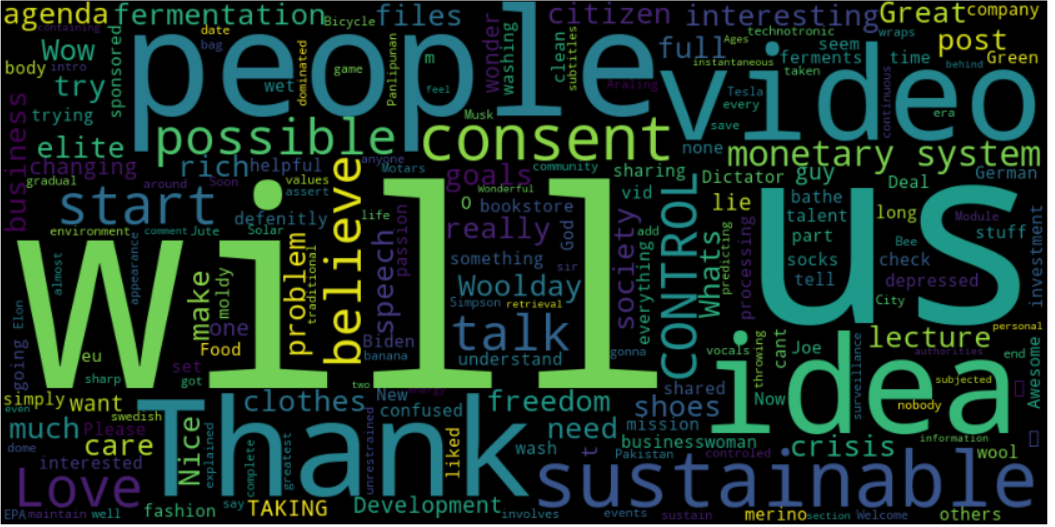 agenda
fermentation
Bicycle
files
citizen
interesting
Great
company
containing
Wow
people
video
post
body
intro
try
trying
sponsored
date
bag
wet
dominated
game
Panlipunan
m
feel
wonder
washing
clean
subtitles
full
Ages
technotronic
wraps
seem
ferments
time
instantaneous
taken
behind
Green
Araling
Tesla
every
save
era
continuous
Musk
elite
possible
consent
none
monetary system
business
changing
rich
helpful
anyone
Motars
goals
community
sharing
Dictator
guy
Deal
German
gradual
around
Soon
values
assert
believe
Wonderful
vid
O
bookstore
lie
bathe
talent
part
long
Module
stuff
start
defenitly
life
passion
speech
really
God
society
add
everything
CONTROL
Whats
predicting
processing
us
socks
tell
Bee
check
depressed
City
investment
environment
comment
Jute
Solar
will
almost
appearance
make
moldy
problem
traditional
something
sir
Woolday
Simpson
retrieval
one
Food
Biden
banana
talk
understand
gonna
vocals
throwing
cant
Joe
Now
surveillance
lecture
authorities
personal
end
going
Elon
eu
sharp
set
got
two
idea
subjected
nobody
information
Awesome
simply
want
swedish
even
Thank
clothes
New
confused
freedom
shared
shoes
mission
much
Please
care
dome
Nice
explained
complete
greatest
unrestrained
liked
wash
need
t
businesswoman
Pakistan
controled
crisis
wool
interested
Love
sustainable
EPA
maintain
well
fashion
say
TAKING
Development
involves
events
sustain
merino
section
Welcome
others